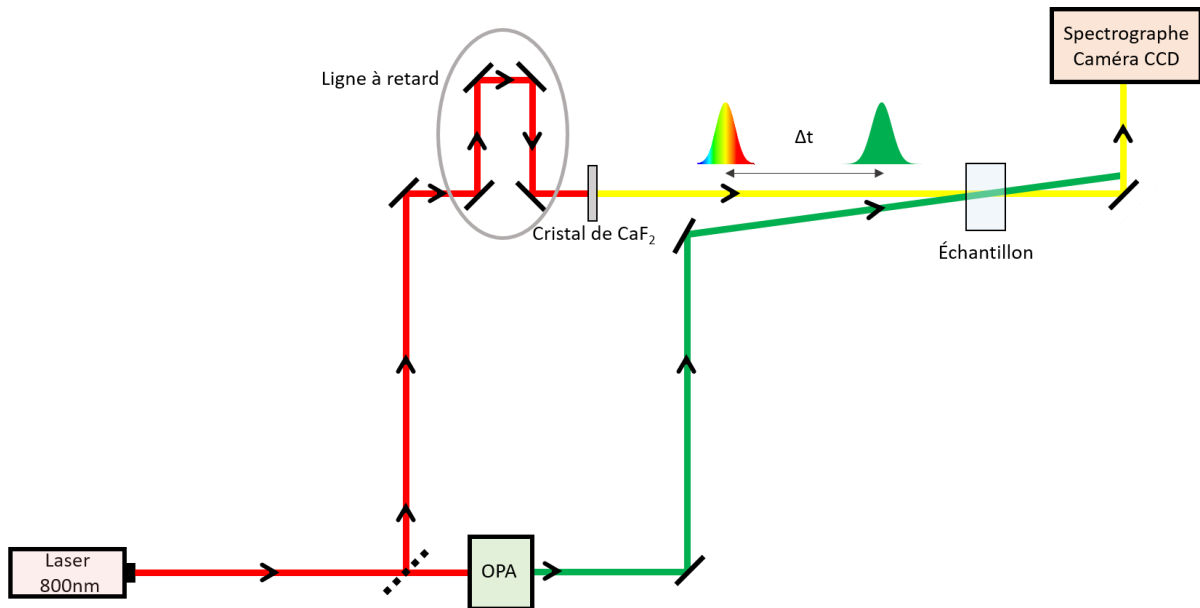 Spectrographe
Caméra CCD
Ligne à retard
Δt
Cristal de CaF₂
Échantillon
Laser
800nm
OPA